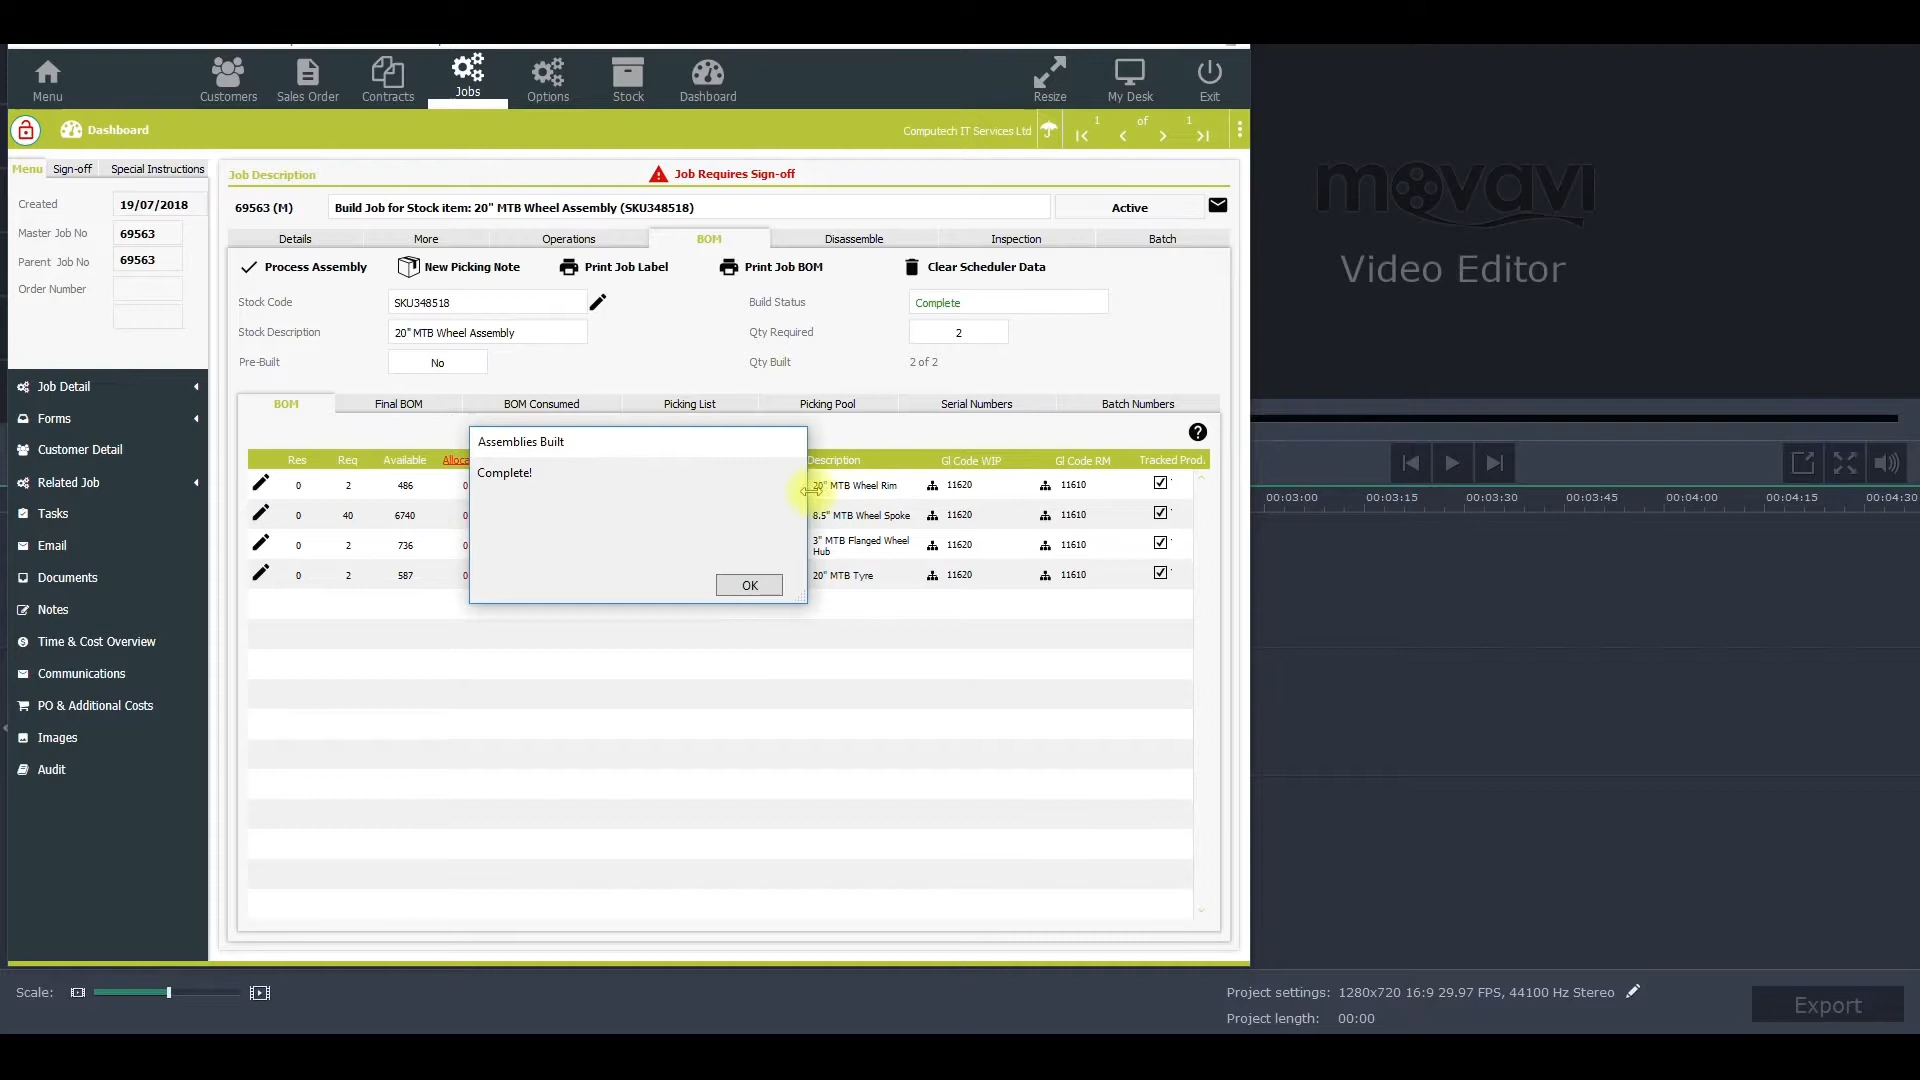 Menu
Customers
Sales Order
Contracts
Jobs
Options
Stock
Dashboard
Resize
My Desk
Exit
Dashboard
Computech IT Services Ltd
1 of 1
Menu Sign-off Special Instructions
Created 19/07/2018
Master Job No 69563
Parent Job No 69563
Order Number
Job Detail
Forms
Customer Detail
Related Job
Tasks
Email
Documents
Notes
Time & Cost Overview
Communications
PO & Additional Costs
Images
Audit
Job Description
Job Requires Sign-off
69563 (M) Build Job for Stock item: 20" MTB Wheel Assembly (SKU348518) Active
Details More Operations BOM Disassemble Inspection Batch
Process Assembly New Picking Note Print Job Label Print Job BOM Clear Scheduler Data
Stock Code SKU348518 Build Status Complete
Stock Description 20" MTB Wheel Assembly Qty Required 2
Pre-Built No Qty Built 2 of 2
BOM Final BOM BOM Consumed Picking List Picking Pool Serial Numbers Batch Numbers
Res Req Available Description Gl Code WIP Gl Code RM Tracked Prod.
0 2 486 0 20" MTB Wheel Rim 11620 11610
0 40 6740 0 8.5" MTB Wheel Spoke 11620 11610
0 2 736 0 3" MTB Flanged Wheel Hub 11620 11610
0 2 587 0 20" MTB Tyre 11620 11610
Assemblies Built
Complete!
OK
movavi
Video Editor
00:03:00 00:03:15 00:03:30 00:03:45 00:04:00 00:04:15 00:04:30
Scale:
Project settings: 1280x720 16:9 29.97 FPS, 44100 Hz Stereo
Project length: 00:00
Export